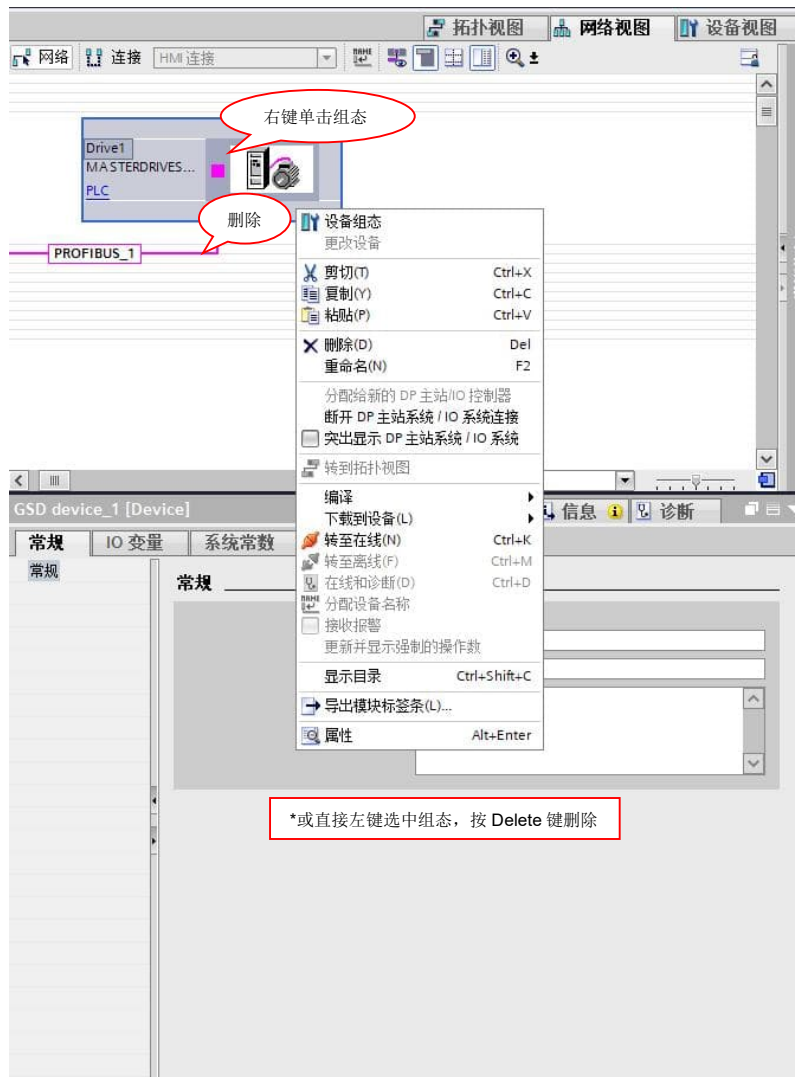 拓扑视图 网络视图 设备视图
网络 连接 HMI 连接
右键单击组态
Drive1
MASTERDRIVES...
PLC
删除
PROFIBUS_1
设备组态
更改设备
剪切(T) Ctrl+X
复制(Y) Ctrl+C
粘贴(P) Ctrl+V
删除(D) Del
重命名(N) F2
分配给新的 DP 主站/IO 控制器
断开 DP 主站系统 / IO 系统连接
突出显示 DP 主站系统 / IO 系统
转到拓扑视图
编译
下载到设备(L)
转至在线(N) Ctrl+K
转至离线(F) Ctrl+M
在线和诊断(D) Ctrl+D
分配设备名称
接收报警
更新并显示强制的操作数
显示目录 Ctrl+Shift+C
导出模块标签条(L)...
属性 Alt+Enter
GSD device_1 [Device]
信息 诊断
常规 IO 变量 系统常数
常规
常规
*或直接左键选中组态，按 Delete 键删除